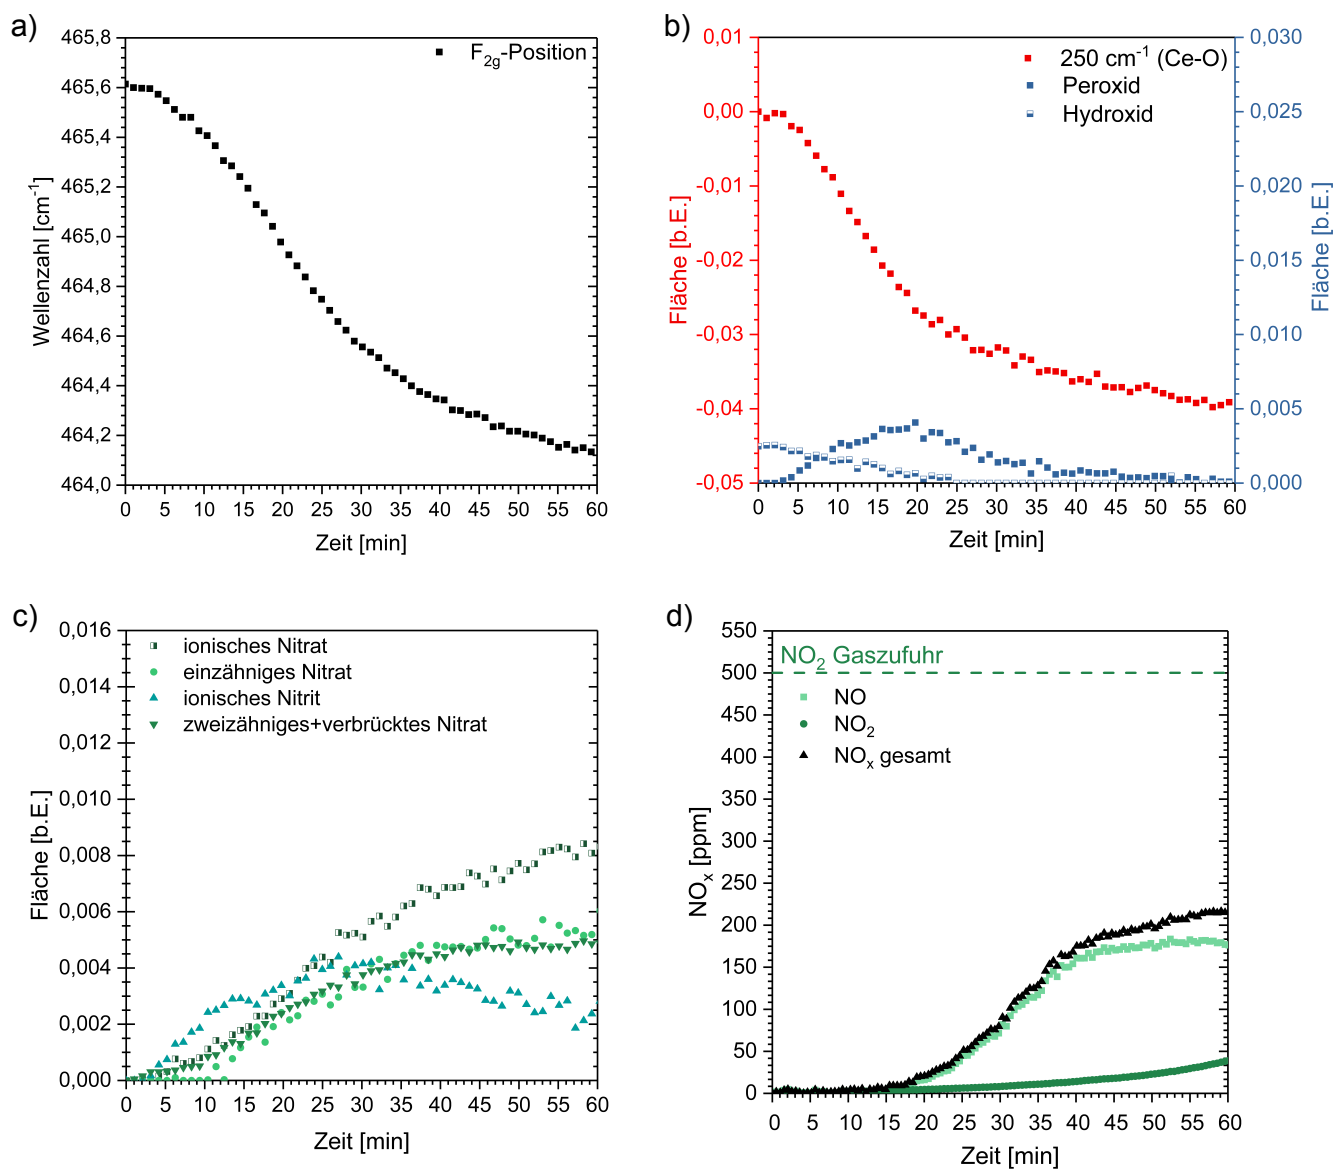 a)
465,8
465,6
465,4
465,2
465,0
464,8
464,6
464,4
464,2
464,0
Wellenzahl [cm⁻¹]
F₂g-Position
0 5 10 15 20 25 30 35 40 45 50 55 60
Zeit [min]
b)
0,01
0,00
-0,01
-0,02
-0,03
-0,04
-0,05
Fläche [b.E.]
250 cm⁻¹ (Ce-O)
Peroxid
Hydroxid
0,030
0,025
0,020
0,015
0,010
0,005
0,000
Fläche [b.E.]
0 5 10 15 20 25 30 35 40 45 50 55 60
Zeit [min]
c)
0,016
0,014
0,012
0,010
0,008
0,006
0,004
0,002
0,000
Fläche [b.E.]
ionisches Nitrat
einzähniges Nitrat
ionisches Nitrit
zweizähniges+verbrücktes Nitrat
0 5 10 15 20 25 30 35 40 45 50 55 60
Zeit [min]
d)
550
500
450
400
350
300
250
200
150
100
50
0
NOₓ [ppm]
NO₂ Gaszufuhr
NO
NO₂
NOₓ gesamt
0 5 10 15 20 25 30 35 40 45 50 55 60
Zeit [min]